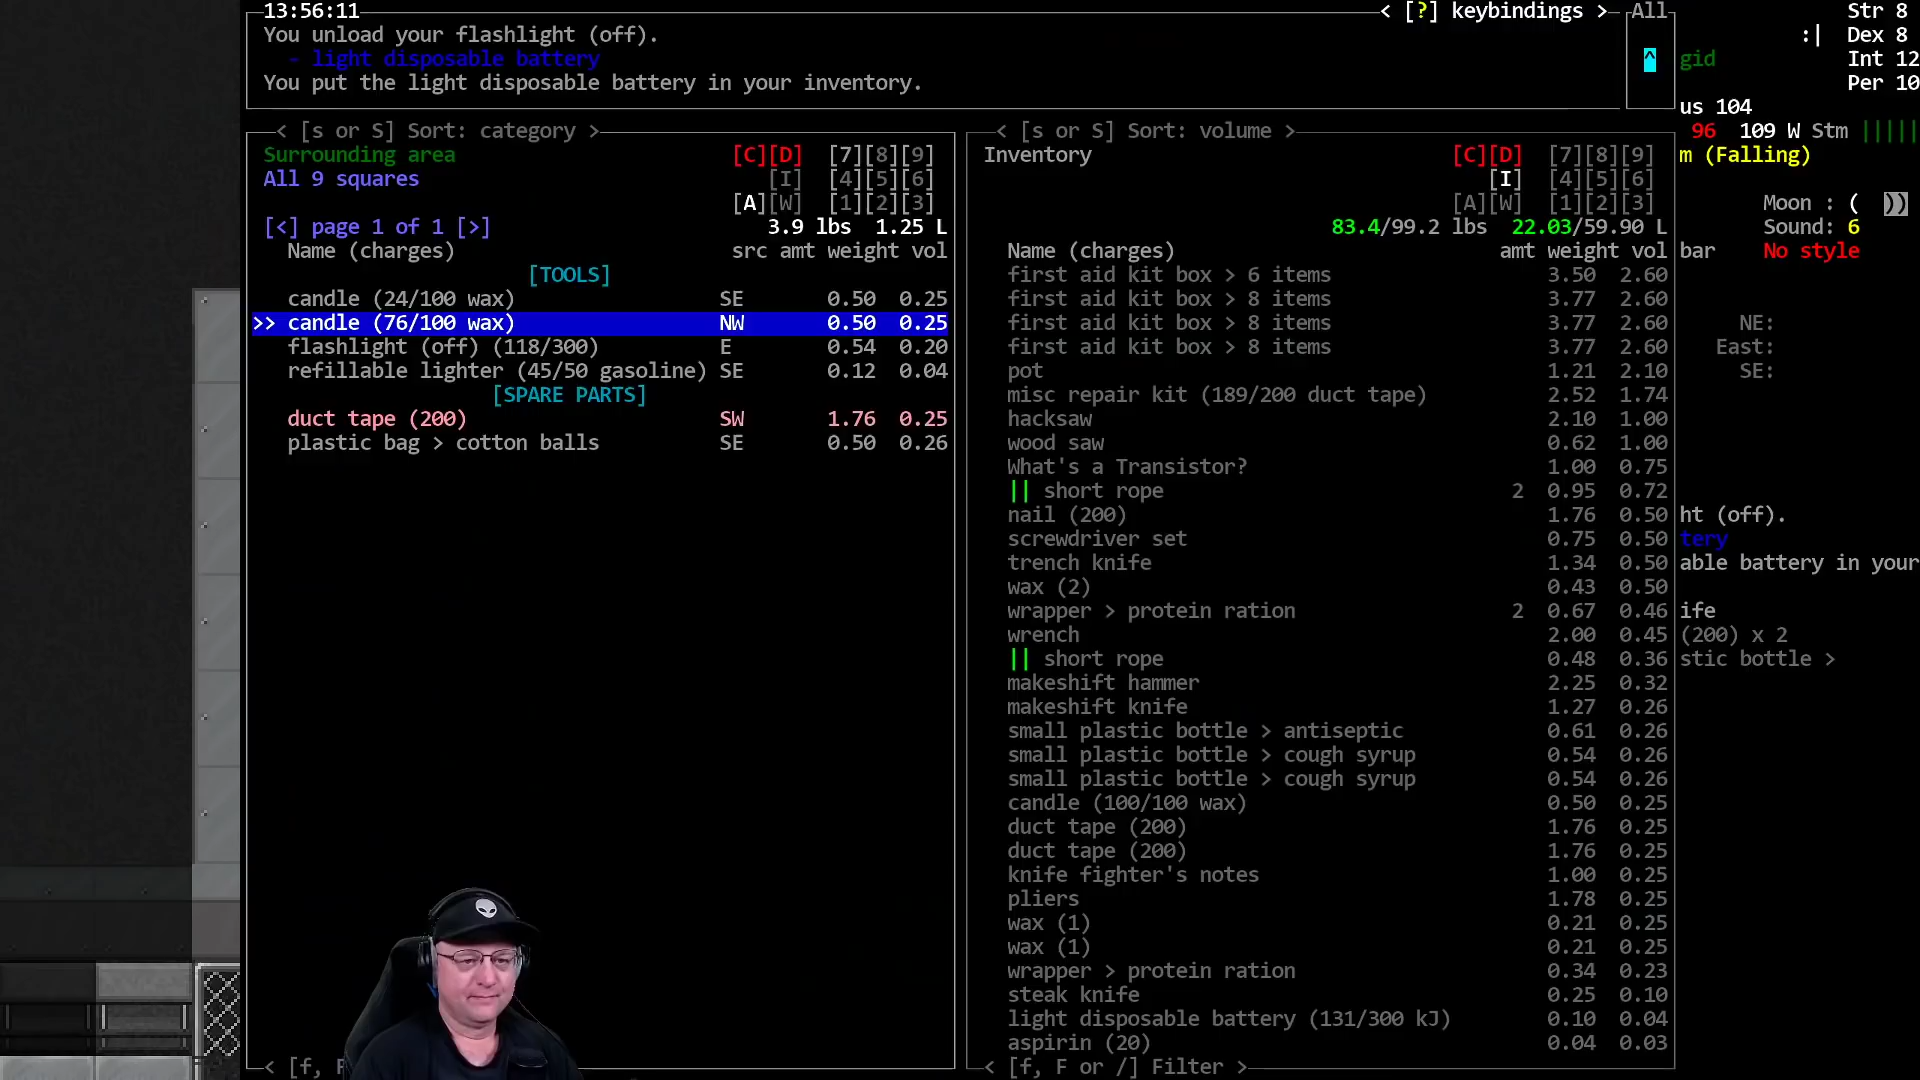 13:56:11
< [?] keybindings >
All
You unload your flashlight (off).
- light disposable battery
You put the light disposable battery in your inventory.
^
Str 8
:| Dex 8
gid Int 12
Per 10
us 104
96 109 W Stm |||||
m (Falling)
Moon : ( ))
Sound: 6
bar No style
NE:
East:
SE:
ht (off).
tery
able battery in your
ife
(200) x 2
stic bottle >
< [s or S] Sort: category >
Surrounding area [C][D] [7][8][9]
All 9 squares [I] [4][5][6]
[A][W] [1][2][3]
[<] page 1 of 1 [>] 3.9 lbs 1.25 L
Name (charges) src amt weight vol
[TOOLS]
candle (24/100 wax) SE 0.50 0.25
>> candle (76/100 wax) NW 0.50 0.25
flashlight (off) (118/300) E 0.54 0.20
refillable lighter (45/50 gasoline) SE 0.12 0.04
[SPARE PARTS]
duct tape (200) SW 1.76 0.25
plastic bag > cotton balls SE 0.50 0.26
< [f, F
< [s or S] Sort: volume >
Inventory [C][D] [7][8][9]
[I] [4][5][6]
[A][W] [1][2][3]
83.4/99.2 lbs 22.03/59.90 L
Name (charges) amt weight vol
first aid kit box > 6 items 3.50 2.60
first aid kit box > 8 items 3.77 2.60
first aid kit box > 8 items 3.77 2.60
first aid kit box > 8 items 3.77 2.60
pot 1.21 2.10
misc repair kit (189/200 duct tape) 2.52 1.74
hacksaw 2.10 1.00
wood saw 0.62 1.00
What's a Transistor? 1.00 0.75
|| short rope 2 0.95 0.72
nail (200) 1.76 0.50
screwdriver set 0.75 0.50
trench knife 1.34 0.50
wax (2) 0.43 0.50
wrapper > protein ration 2 0.67 0.46
wrench 2.00 0.45
|| short rope 0.48 0.36
makeshift hammer 2.25 0.32
makeshift knife 1.27 0.26
small plastic bottle > antiseptic 0.61 0.26
small plastic bottle > cough syrup 0.54 0.26
small plastic bottle > cough syrup 0.54 0.26
candle (100/100 wax) 0.50 0.25
duct tape (200) 1.76 0.25
duct tape (200) 1.76 0.25
knife fighter's notes 1.00 0.25
pliers 1.78 0.25
wax (1) 0.21 0.25
wax (1) 0.21 0.25
wrapper > protein ration 0.34 0.23
steak knife 0.25 0.10
light disposable battery (131/300 kJ) 0.10 0.04
aspirin (20) 0.04 0.03
< [f, F or /] Filter >